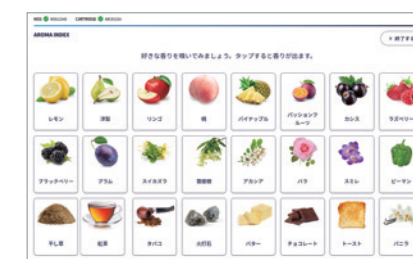 AROMA INDEX
× 終了する
好きな香りを嗅いでみましょう。タップすると香りが出ます。
レモン 洋梨 リンゴ 桃 パイナップル パッションフルーツ カシス ラズベリー
ブラックベリー プラム スイカズラ 菩提樹 アカシア バラ スミレ ピーマン
干し草 紅茶 タバコ 火打石 バター チョコレート トースト バニラ